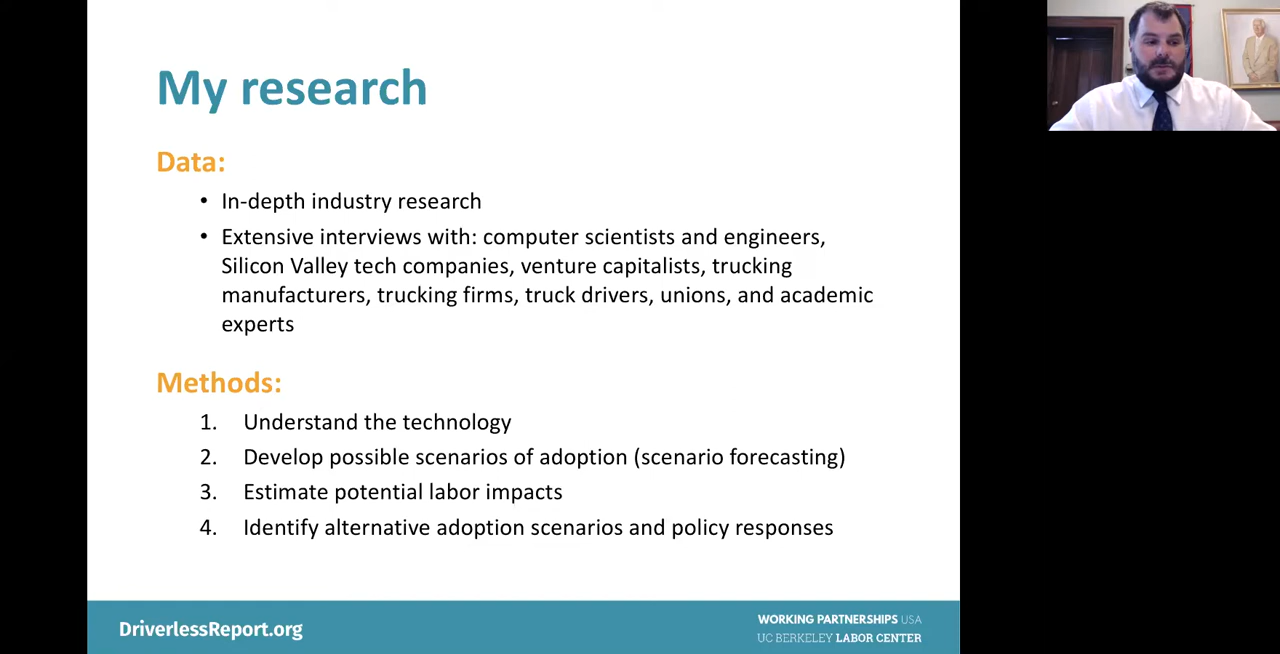 My research
Data:
• In-depth industry research
• Extensive interviews with: computer scientists and engineers,
Silicon Valley tech companies, venture capitalists, trucking
manufacturers, trucking firms, truck drivers, unions, and academic
experts
Methods:
1. Understand the technology
2. Develop possible scenarios of adoption (scenario forecasting)
3. Estimate potential labor impacts
4. Identify alternative adoption scenarios and policy responses
DriverlessReport.org
WORKING PARTNERSHIPS USA
UC BERKELEY LABOR CENTER